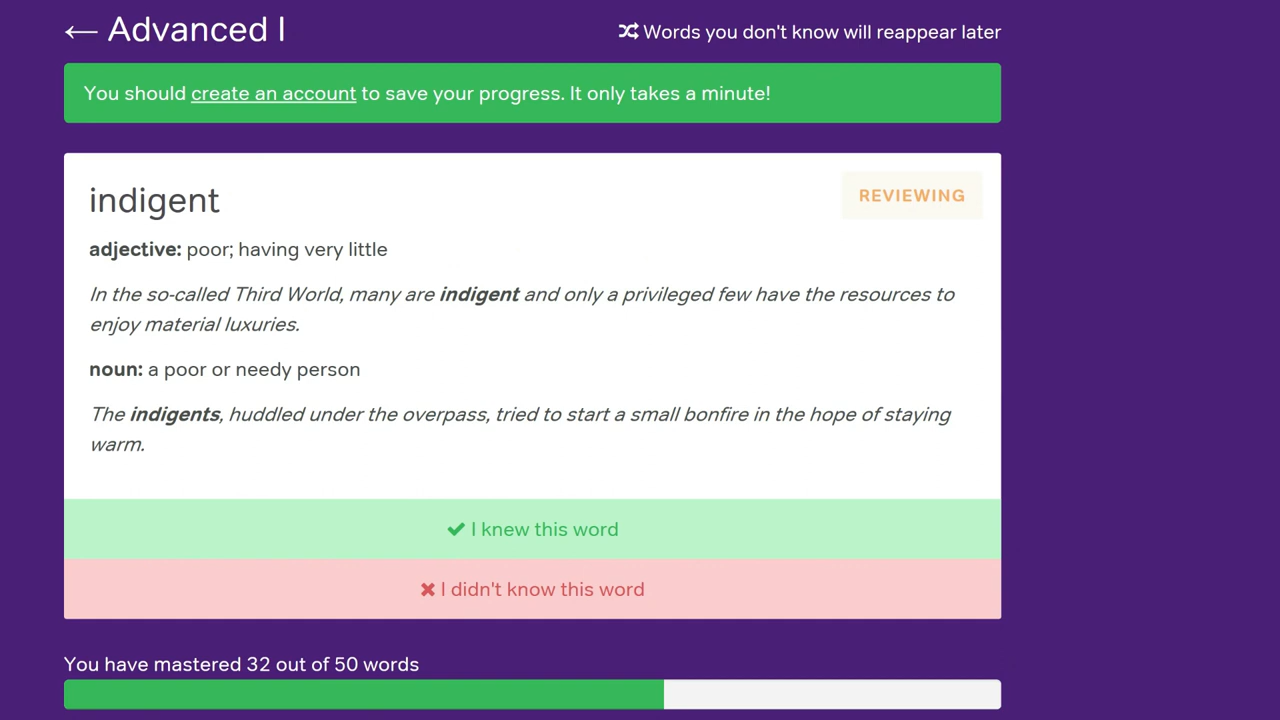 ← Advanced I
Words you don't know will reappear later
You should create an account to save your progress. It only takes a minute!
indigent
REVIEWING
adjective: poor; having very little
In the so-called Third World, many are indigent and only a privileged few have the resources to
enjoy material luxuries.
noun: a poor or needy person
The indigents, huddled under the overpass, tried to start a small bonfire in the hope of staying
warm.
✔ I knew this word
✖ I didn't know this word
You have mastered 32 out of 50 words